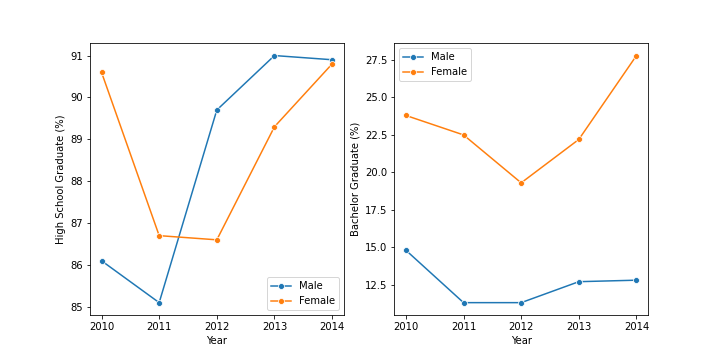 High School Graduate (%)
91
90
89
88
87
86
85
Male
Female
2010 2011 2012 2013 2014
Year
Bachelor Graduate (%)
Male
Female
27.5
25.0
22.5
20.0
17.5
15.0
12.5
2010 2011 2012 2013 2014
Year